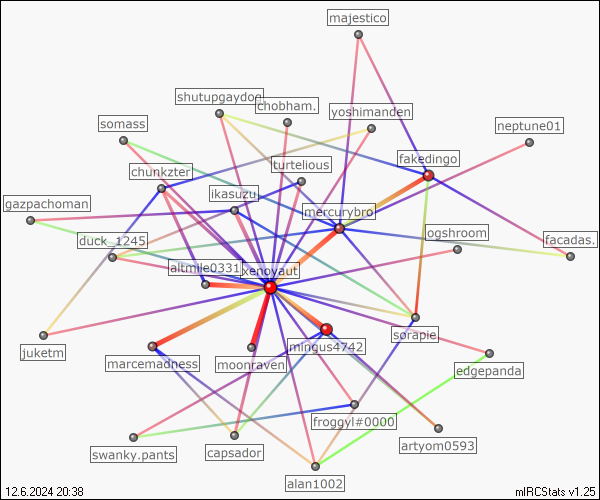 majestico
shutupgaydog
chobham.
yoshimanden
somass
neptune01
fakedingo
turtelious
chunkzter
ikasuzu
gazpachoman
mercurybro
duck_1245
ogshroom
facadas.
altmile0331
xenoyaut
sorapie
mingus4742
juketm
marcemadness
moonraven
edgepanda
froggyl#0000
artyom0593
swanky.pants
capsador
alan1002
12.6.2024 20:38
mIRCStats v1.25